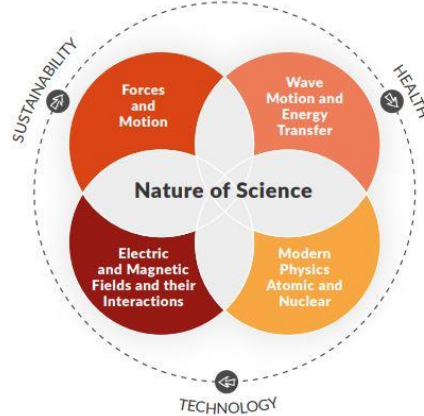 SUSTAINABILITY
HEALTH
Forces
and
Motion
Wave
Motion and
Energy
Transfer
Nature of Science
Electric
and Magnetic
Fields and their
Interactions
Modern
Physics
Atomic and
Nuclear
TECHNOLOGY